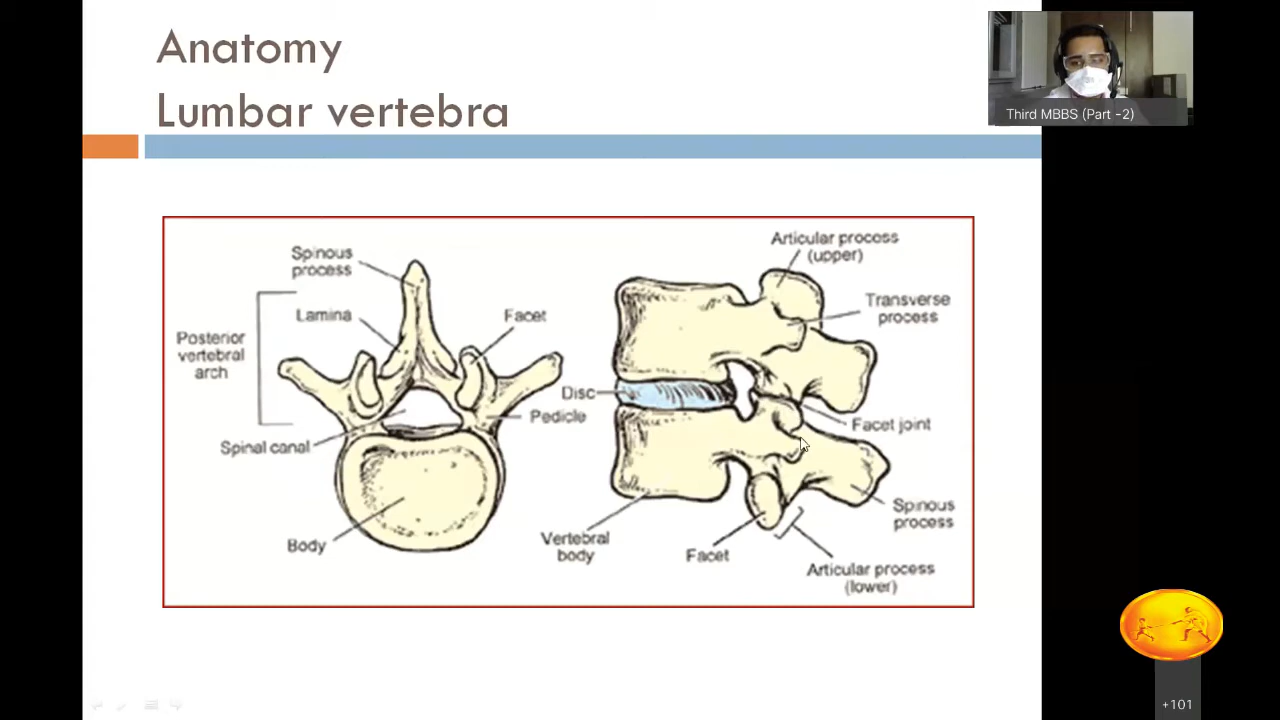 Anatomy
Lumbar vertebra
Third MBBS (Part -2)
Spinous
process
Lamina
Facet
Posterior
vertebral
arch
Spinal canal
Pedicle
Body
Articular process
(upper)
Transverse
process
Disc
Facet joint
Spinous
process
Vertebral
body
Facet
Articular process
(lower)
+101